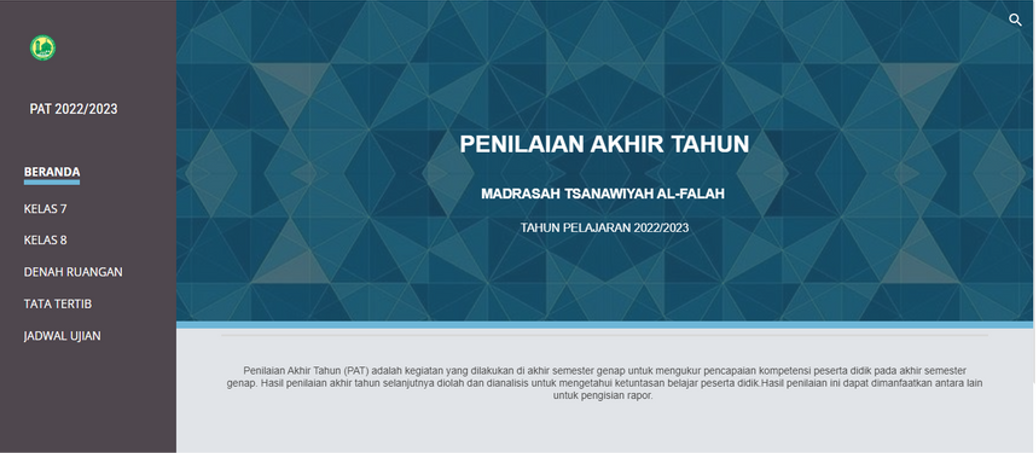 PAT 2022/2023
BERANDA
KELAS 7
KELAS 8
DENAH RUANGAN
TATA TERTIB
JADWAL UJIAN
PENILAIAN AKHIR TAHUN
MADRASAH TSANAWIYAH AL-FALAH
TAHUN PELAJARAN 2022/2023
Penilaian Akhir Tahun (PAT) adalah kegiatan yang dilakukan di akhir semester genap untuk mengukur pencapaian kompetensi peserta didik pada akhir semester
genap. Hasil penilaian akhir tahun selanjutnya diolah dan dianalisis untuk mengetahui ketuntasan belajar peserta didik.Hasil penilaian ini dapat dimanfaatkan antara lain
untuk pengisian rapor.